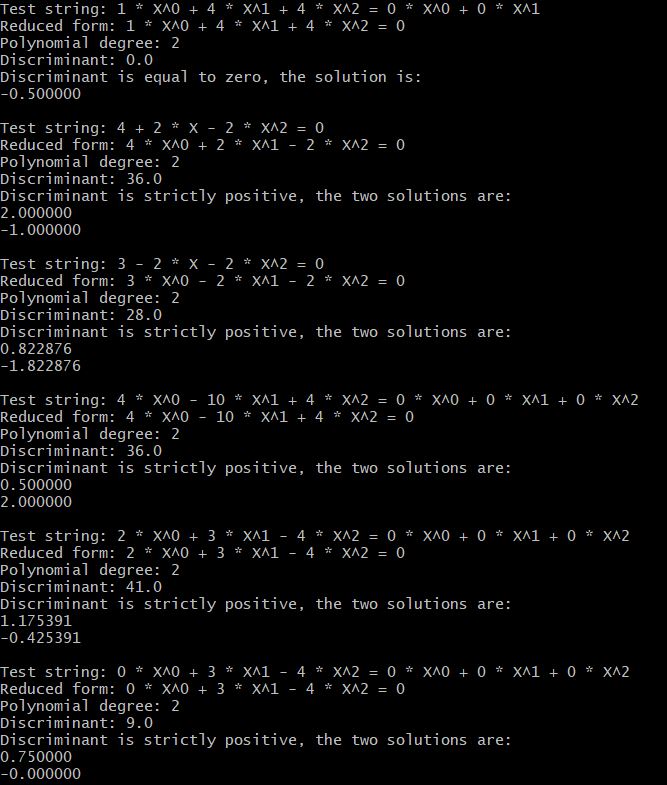 Test string: 1 * X^0 + 4 * X^1 + 4 * X^2 = 0 * X^0 + 0 * X^1
Reduced form: 1 * X^0 + 4 * X^1 + 4 * X^2 = 0
Polynomial degree: 2
Discriminant: 0.0
Discriminant is equal to zero, the solution is:
-0.500000

Test string: 4 + 2 * X - 2 * X^2 = 0
Reduced form: 4 * X^0 + 2 * X^1 - 2 * X^2 = 0
Polynomial degree: 2
Discriminant: 36.0
Discriminant is strictly positive, the two solutions are:
2.000000
-1.000000

Test string: 3 - 2 * X - 2 * X^2 = 0
Reduced form: 3 * X^0 - 2 * X^1 - 2 * X^2 = 0
Polynomial degree: 2
Discriminant: 28.0
Discriminant is strictly positive, the two solutions are:
0.822876
-1.822876

Test string: 4 * X^0 - 10 * X^1 + 4 * X^2 = 0 * X^0 + 0 * X^1 + 0 * X^2
Reduced form: 4 * X^0 - 10 * X^1 + 4 * X^2 = 0
Polynomial degree: 2
Discriminant: 36.0
Discriminant is strictly positive, the two solutions are:
0.500000
2.000000

Test string: 2 * X^0 + 3 * X^1 - 4 * X^2 = 0 * X^0 + 0 * X^1 + 0 * X^2
Reduced form: 2 * X^0 + 3 * X^1 - 4 * X^2 = 0
Polynomial degree: 2
Discriminant: 41.0
Discriminant is strictly positive, the two solutions are:
1.175391
-0.425391

Test string: 0 * X^0 + 3 * X^1 - 4 * X^2 = 0 * X^0 + 0 * X^1 + 0 * X^2
Reduced form: 0 * X^0 + 3 * X^1 - 4 * X^2 = 0
Polynomial degree: 2
Discriminant: 9.0
Discriminant is strictly positive, the two solutions are:
0.750000
-0.000000